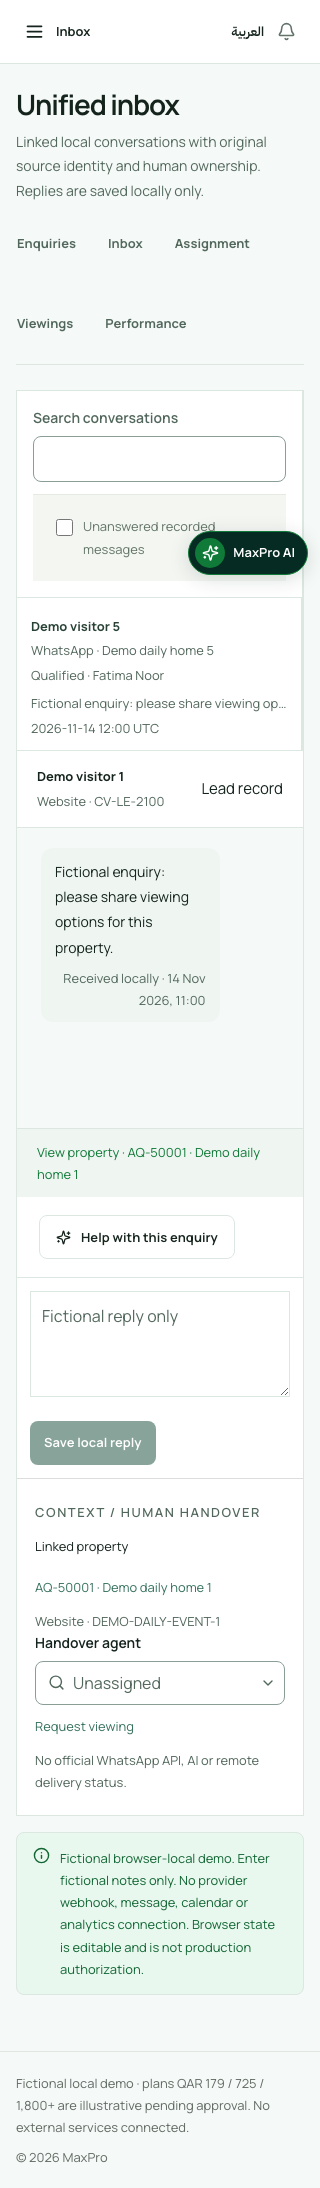 Inbox
العربية
Unified inbox
Linked local conversations with original
source identity and human ownership.
Replies are saved locally only.
Enquiries Inbox Assignment
Viewings Performance
Search conversations
Unanswered recorded
messages
MaxPro AI
Demo visitor 5
WhatsApp · Demo daily home 5
Qualified · Fatima Noor
Fictional enquiry: please share viewing op...
2026-11-14 12:00 UTC
Demo visitor 1
Website · CV-LE-2100
Lead record
Fictional enquiry:
please share viewing
options for this
property.
Received locally · 14 Nov
2026, 11:00
View property · AQ-50001 · Demo daily
home 1
Help with this enquiry
Fictional reply only
Save local reply
CONTEXT / HUMAN HANDOVER
Linked property
AQ-50001 · Demo daily home 1
Website · DEMO-DAILY-EVENT-1
Handover agent
Unassigned
Request viewing
No official WhatsApp API, AI or remote
delivery status.
Fictional browser-local demo. Enter
fictional notes only. No provider
webhook, message, calendar or
analytics connection. Browser state
is editable and is not production
authorization.
Fictional local demo · plans QAR 179 / 725 /
1,800+ are illustrative pending approval. No
external services connected.
© 2026 MaxPro